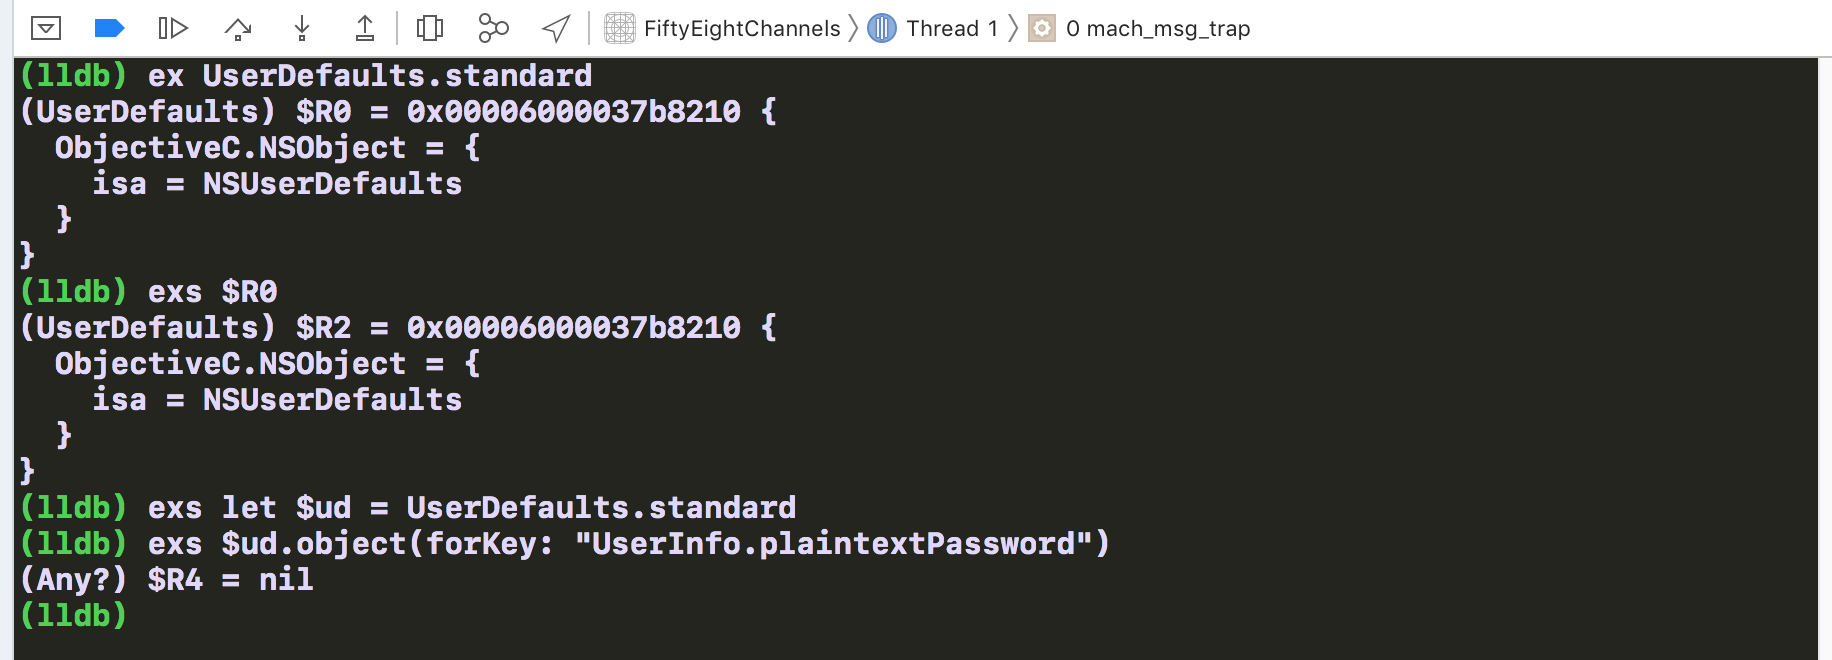 FiftyEightChannels Thread 1 0 mach_msg_trap
(lldb) ex UserDefaults.standard
(UserDefaults) $R0 = 0x00006000037b8210 {
  ObjectiveC.NSObject = {
    isa = NSUserDefaults
  }
}
(lldb) exs $R0
(UserDefaults) $R2 = 0x00006000037b8210 {
  ObjectiveC.NSObject = {
    isa = NSUserDefaults
  }
}
(lldb) exs let $ud = UserDefaults.standard
(lldb) exs $ud.object(forKey: "UserInfo.plaintextPassword")
(Any?) $R4 = nil
(lldb)